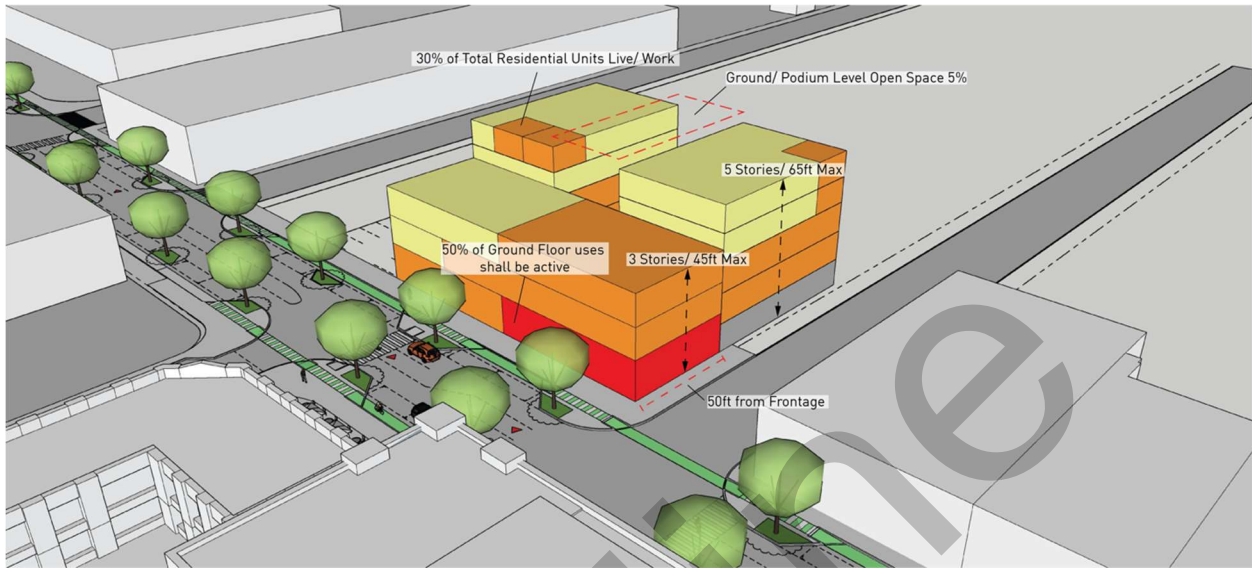 30% of Total Residential Units Live/ Work
Ground/ Podium Level Open Space 5%
5 Stories/ 65ft Max
50% of Ground Floor uses
shall be active
3 Stories/ 45ft Max
50ft from Frontage